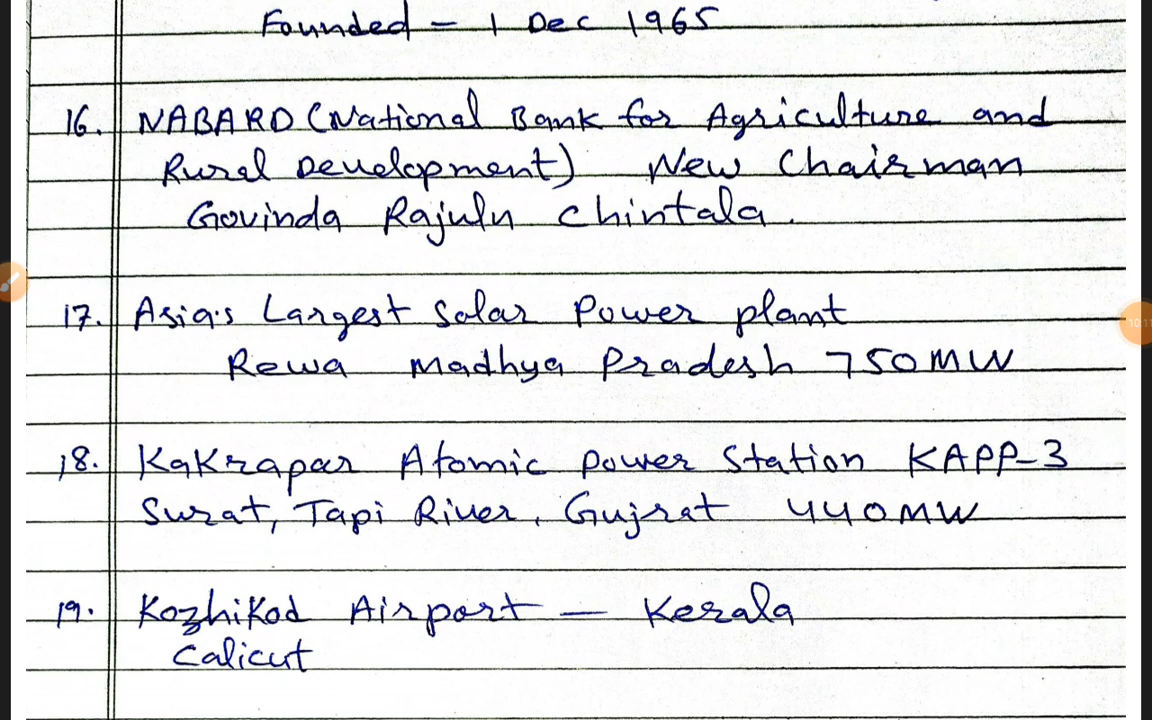 Founded = 1 Dec 1965
16. NABARD (National Bank for Agriculture and
Rural Development) New Chairman
Govinda Rajulu Chintala.
17. Asia's Largest Solar Power plant
Rewa Madhya Pradesh 750MW
18. Kakrapar Atomic Power Station KAPP-3
Surat, Tapi River, Gujrat 440MW
19. Kozhikod Airport — Kerala
Calicut